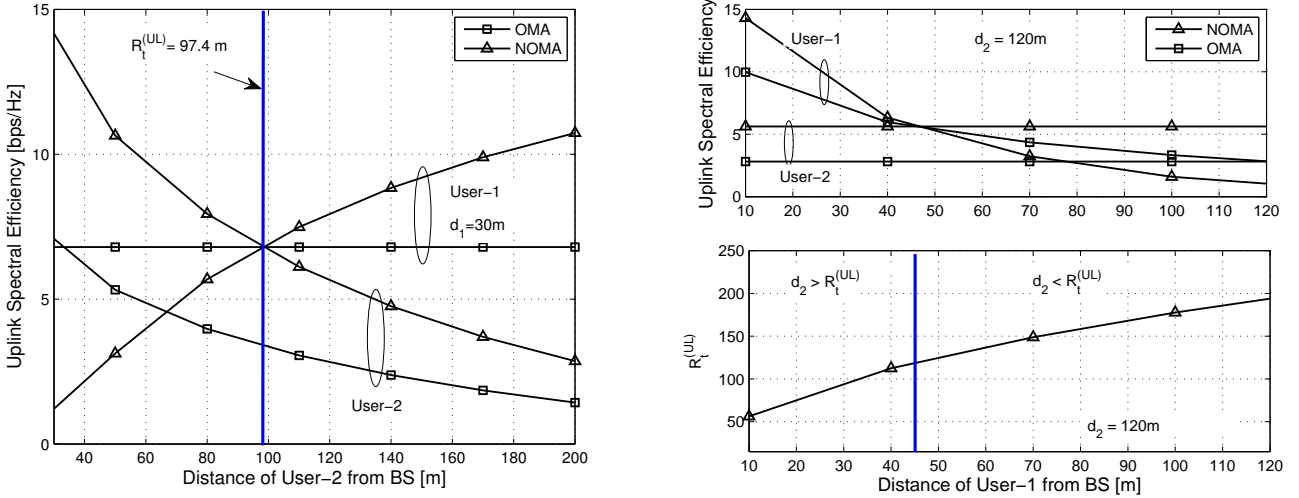 15
10
5
0
Uplink Spectral Efficiency [bps/Hz]
R_t^(UL)= 97.4 m
OMA
NOMA
User−1
d_1=30m
User−2
40 60 80 100 120 140 160 180 200
Distance of User−2 from BS [m]
15
10
5
0
Uplink Spectral Efficiency
User−1
d_2 = 120m
NOMA
OMA
User−2
10 20 30 40 50 60 70 80 90 100 110 120
250
200
150
100
50
R_t^(UL)
d_2 > R_t^(UL)
d_2 < R_t^(UL)
d_2 = 120m
10 20 30 40 50 60 70 80 90 100 110 120
Distance of User−1 from BS [m]